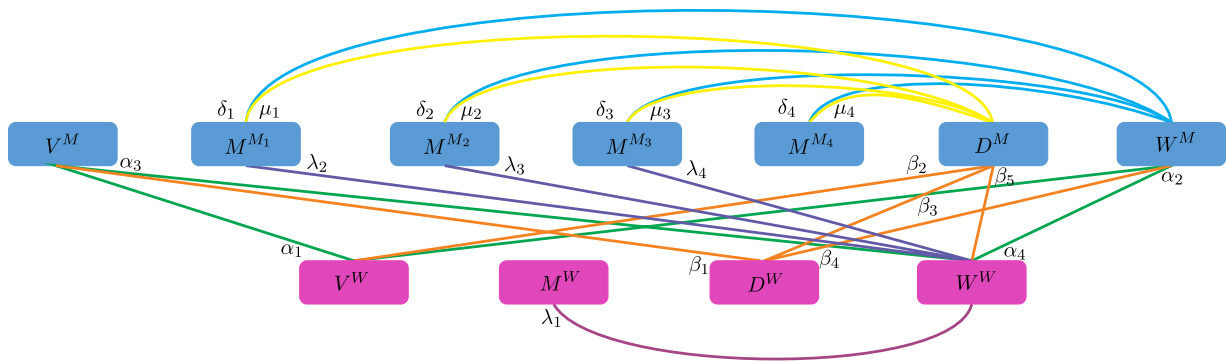 δ₁ μ₁ δ₂ μ₂ δ₃ μ₃ δ₄ μ₄
V^M M^{M₁} M^{M₂} M^{M₃} M^{M₄} D^M W^M
α₃ λ₂ λ₃ λ₄ β₂ β₅ α₂
β₃
α₁ β₁ β₄ α₄
V^W M^W D^W W^W
λ₁